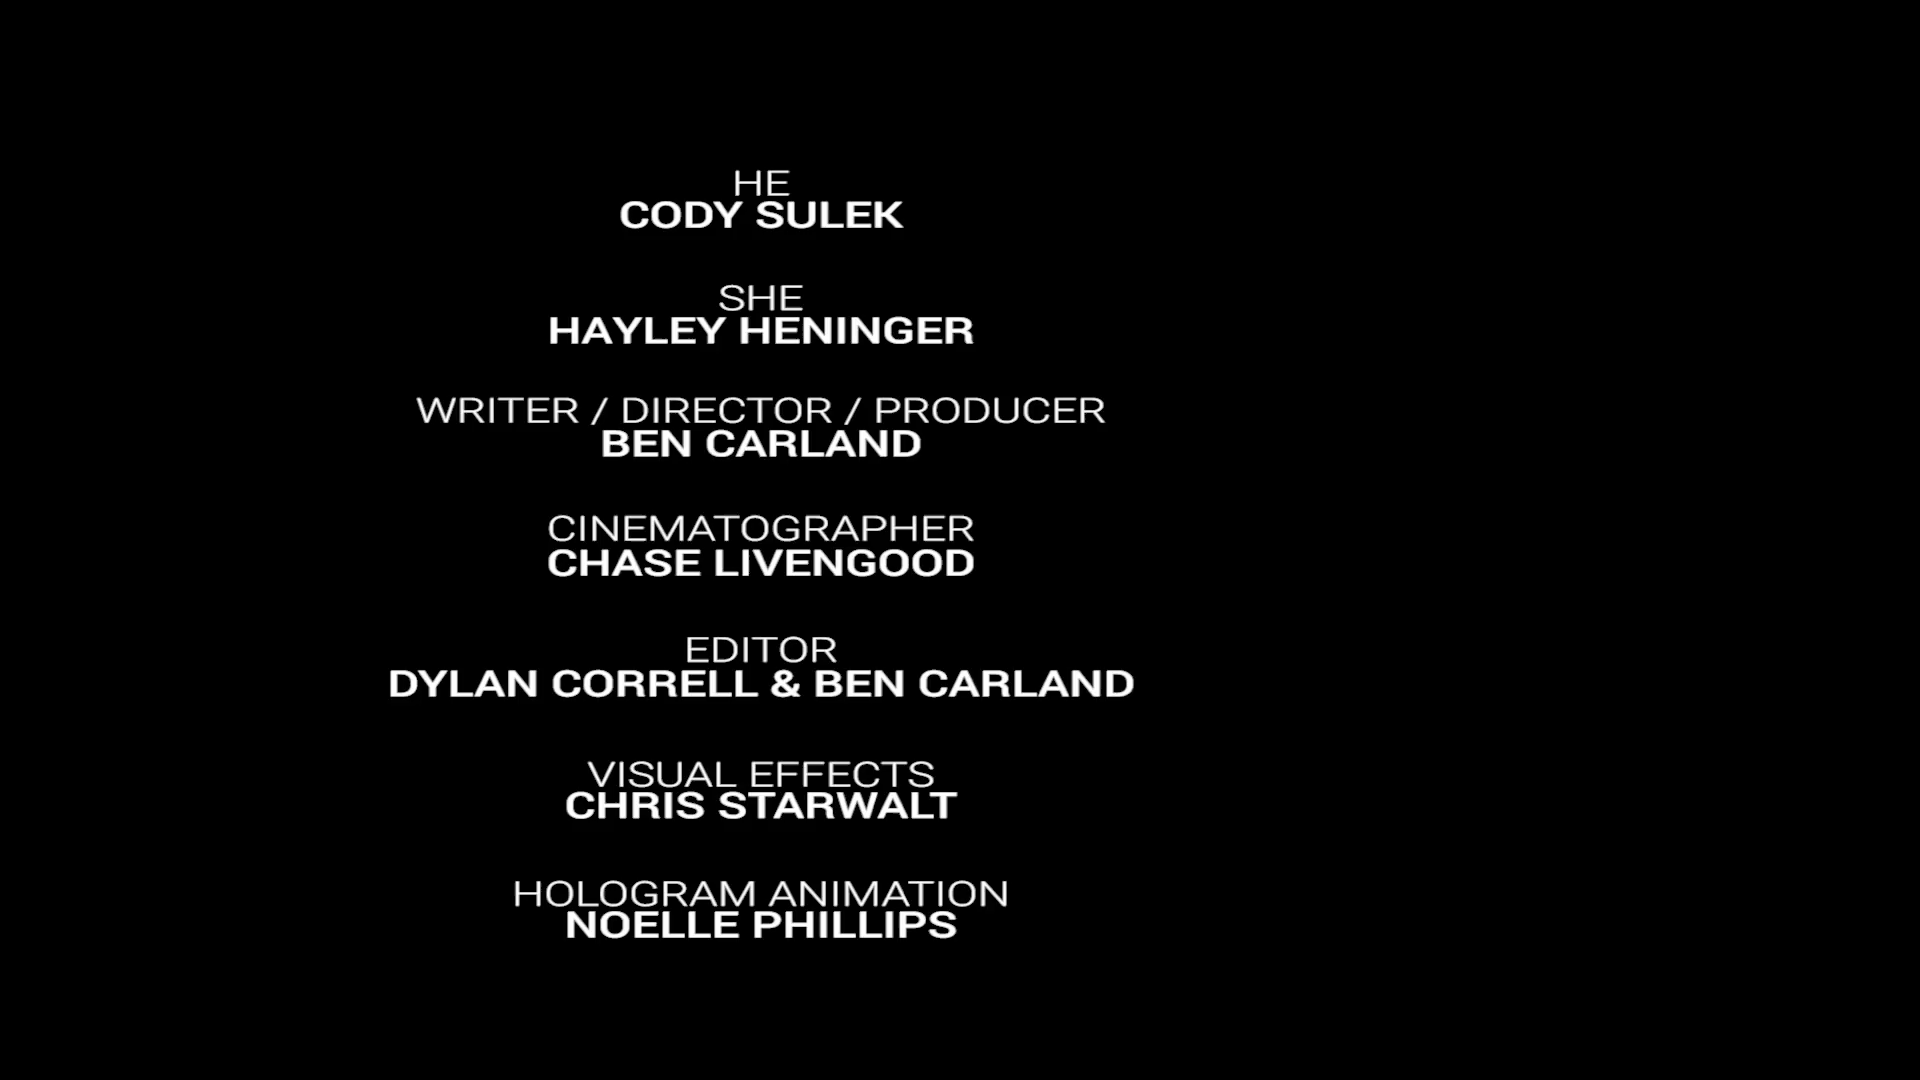 HE
CODY SULEK
SHE
HAYLEY HENINGER
WRITER / DIRECTOR / PRODUCER
BEN CARLAND
CINEMATOGRAPHER
CHASE LIVENGOOD
EDITOR
DYLAN CORRELL & BEN CARLAND
VISUAL EFFECTS
CHRIS STARWALT
HOLOGRAM ANIMATION
NOELLE PHILLIPS